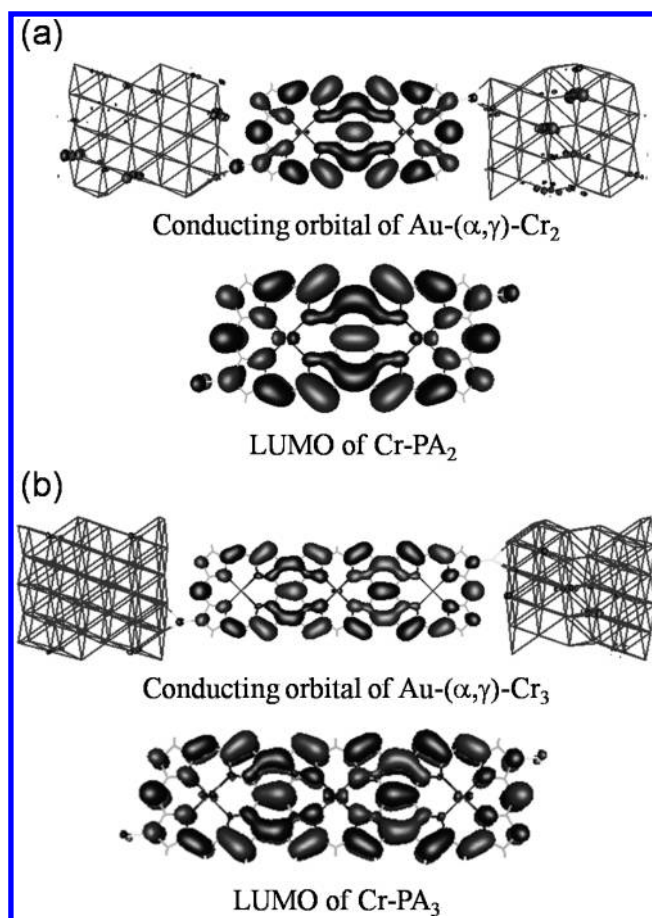 (a)
Conducting orbital of Au-(α,γ)-Cr₂
LUMO of Cr-PA₂
(b)
Conducting orbital of Au-(α,γ)-Cr₃
LUMO of Cr-PA₃